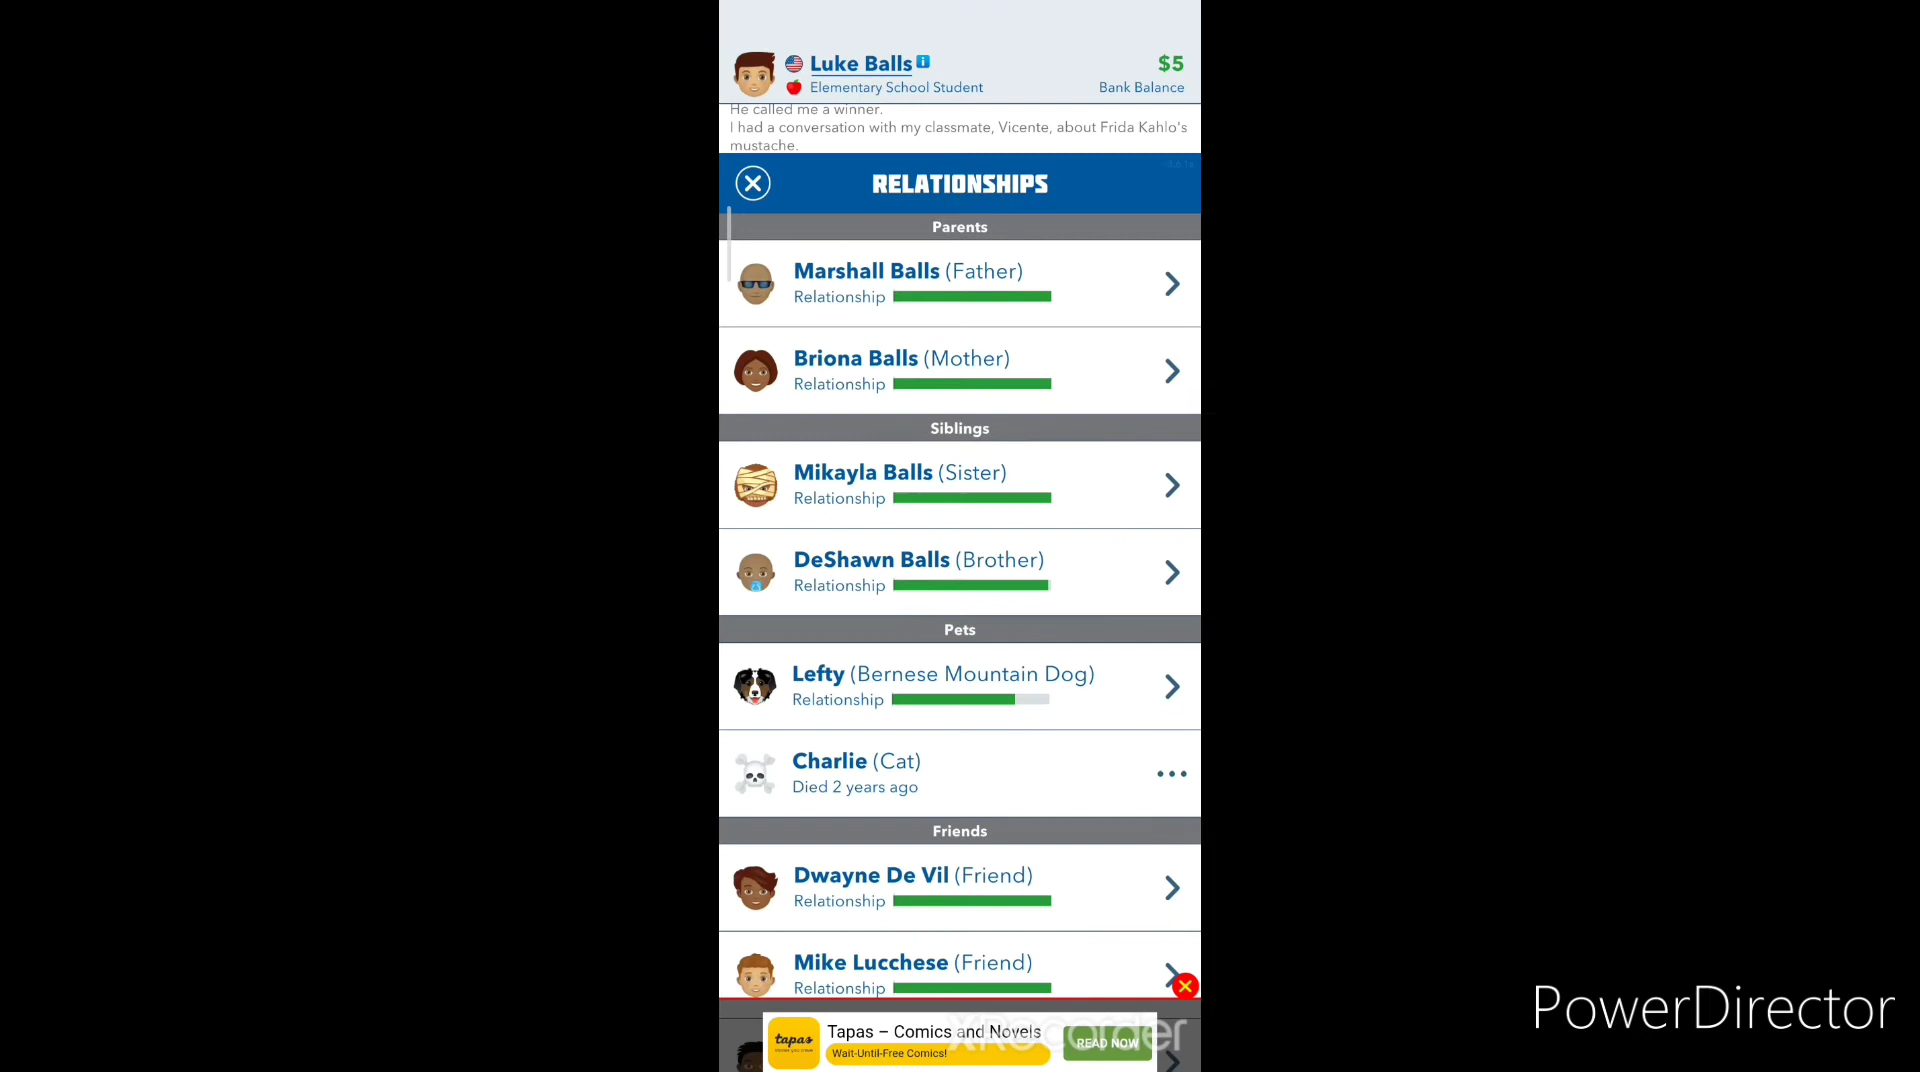 Luke Balls
$5
Elementary School Student
Bank Balance
He called me a winner.
I had a conversation with my classmate, Vicente, about Frida Kahlo's
mustache.
RELATIONSHIPS
Parents
Marshall Balls (Father)
Relationship
Briona Balls (Mother)
Relationship
Siblings
Mikayla Balls (Sister)
Relationship
DeShawn Balls (Brother)
Relationship
Pets
Lefty (Bernese Mountain Dog)
Relationship
Charlie (Cat)
Died 2 years ago
Friends
Dwayne De Vil (Friend)
Relationship
Mike Lucchese (Friend)
Relationship
tapas
Tapas – Comics and Novels
Wait-Until-Free Comics!
READ NOW
XRecorder
PowerDirector